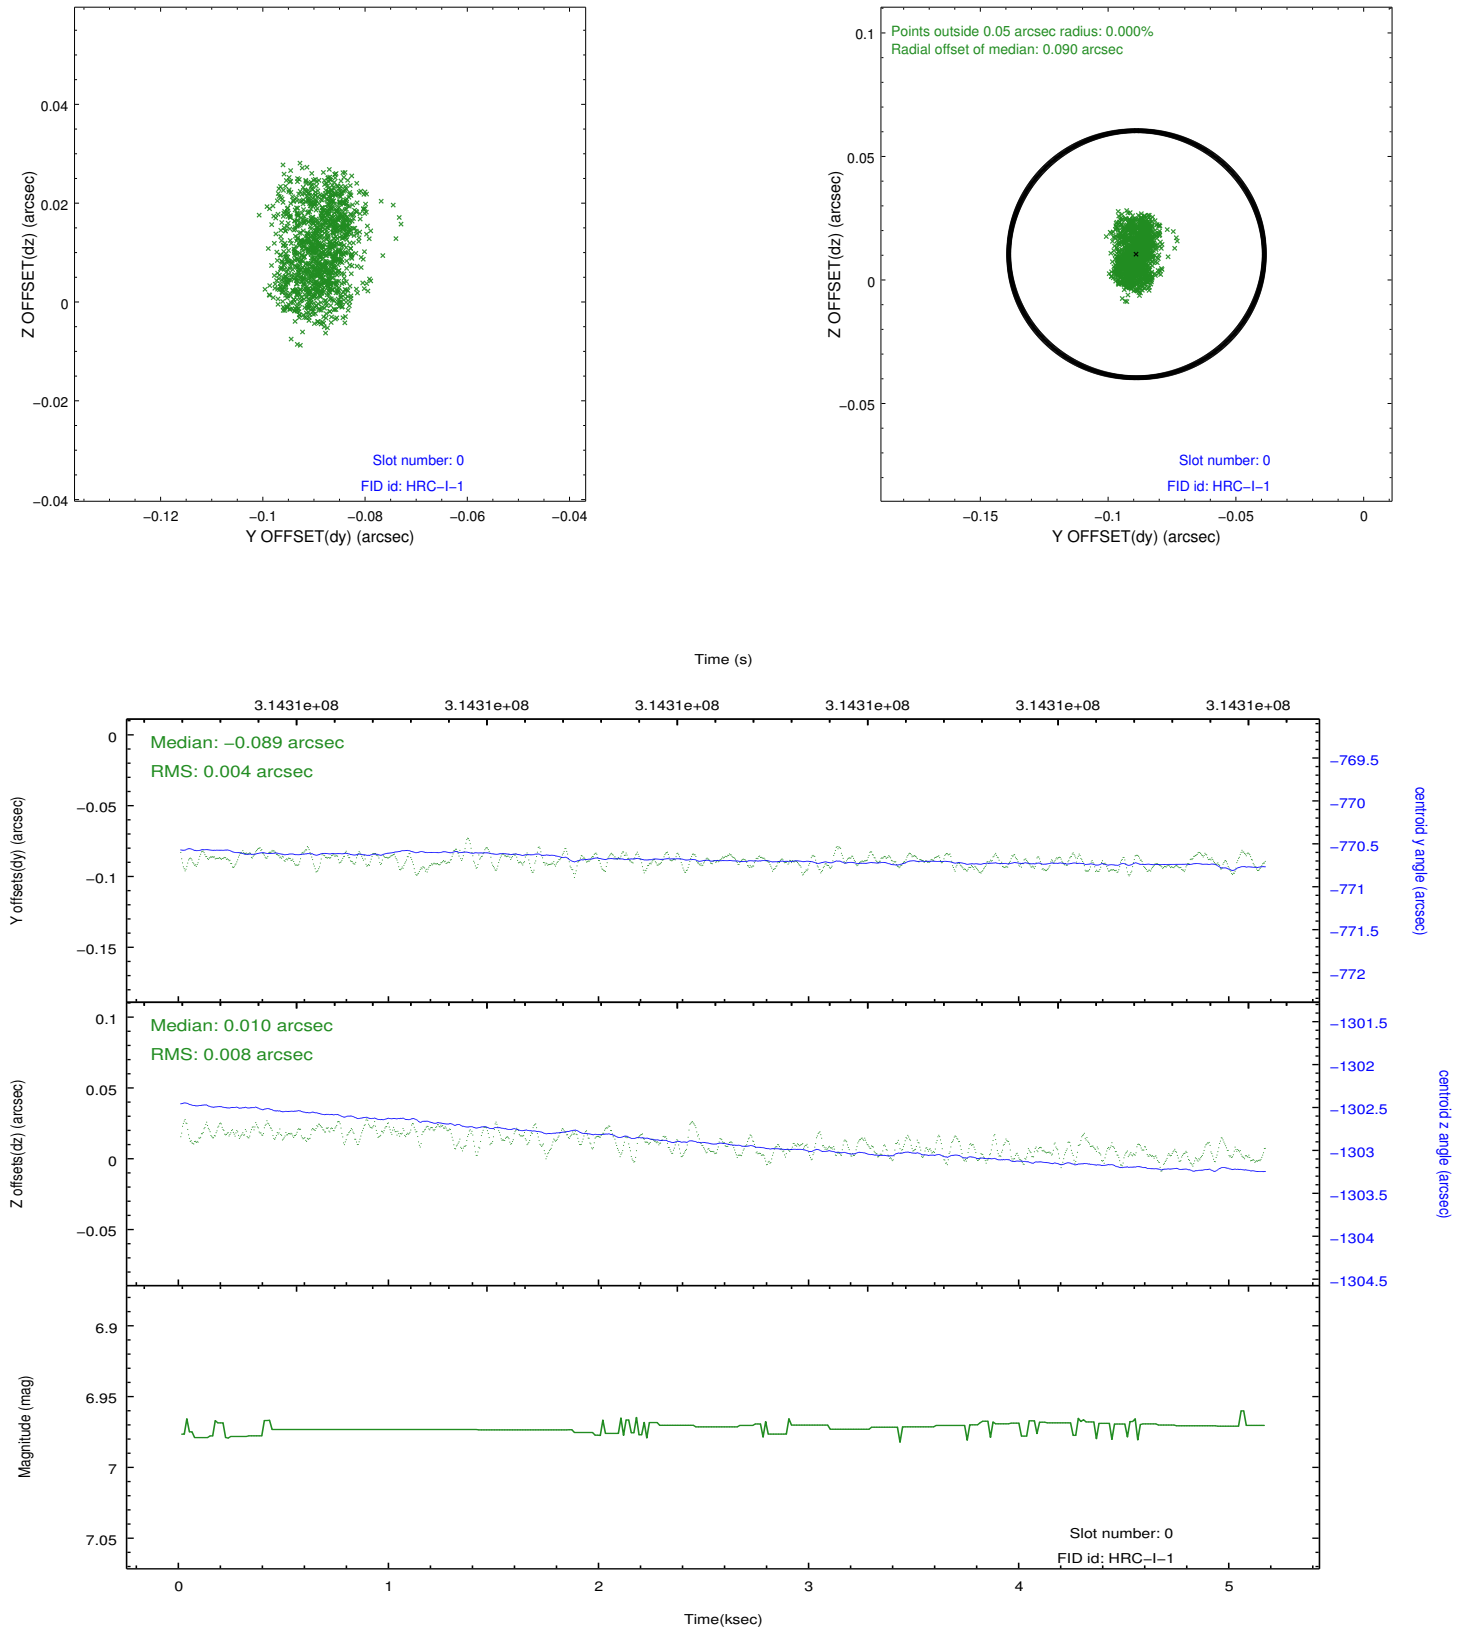 0.04
0.02
0
−0.02
−0.04
Z OFFSET(dz) (arcsec)
Slot number: 0
FID id: HRC−I−1
−0.12
−0.1
−0.08
−0.06
−0.04
Y OFFSET(dy) (arcsec)
Points outside 0.05 arcsec radius: 0.000%
Radial offset of median: 0.090 arcsec
0.1
0.05
0
−0.05
Z OFFSET(dz) (arcsec)
Slot number: 0
FID id: HRC−I−1
−0.15
−0.1
−0.05
0
Y OFFSET(dy) (arcsec)
Time (s)
3.1431e+08
3.1431e+08
3.1431e+08
3.1431e+08
3.1431e+08
3.1431e+08
Median: −0.089 arcsec
RMS: 0.004 arcsec
0
−0.05
−0.1
−0.15
Y offsets(dy) (arcsec)
−769.5
−770
−770.5
−771
−771.5
−772
centroid y angle (arcsec)
Median: 0.010 arcsec
RMS: 0.008 arcsec
0.1
0.05
0
−0.05
Z offsets(dz) (arcsec)
−1301.5
−1302
−1302.5
−1303
−1303.5
−1304
−1304.5
centroid z angle (arcsec)
6.9
6.95
7
7.05
Magnitude (mag)
Slot number: 0
FID id: HRC−I−1
0
1
2
3
4
5
Time(ksec)